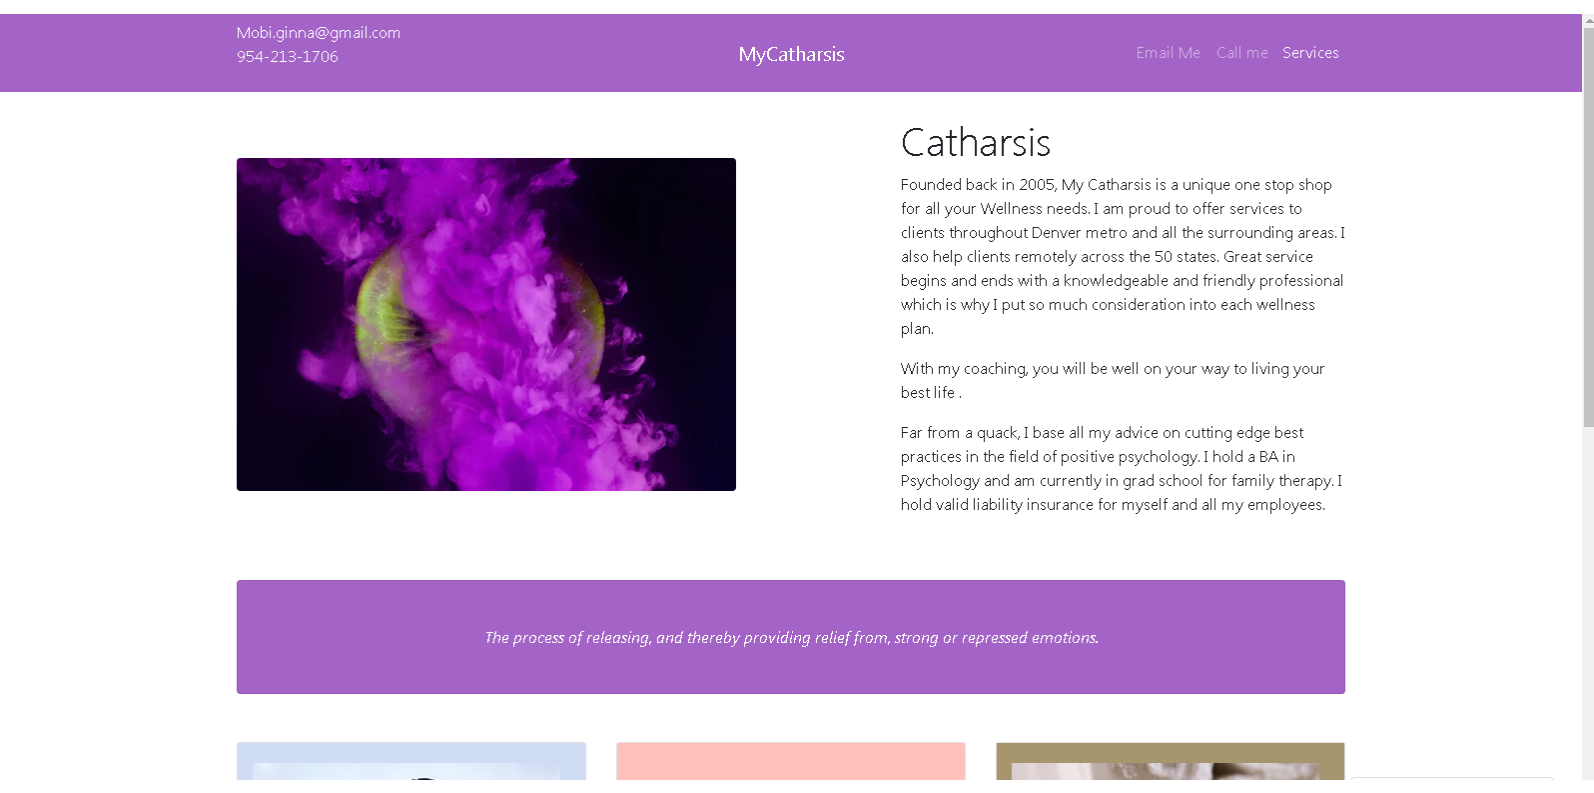 Mobi.ginna@gmail.com
954-213-1706
MyCatharsis
Email Me Call me Services
Catharsis
Founded back in 2005, My Catharsis is a unique one stop shop
for all your Wellness needs. I am proud to offer services to
clients throughout Denver metro and all the surrounding areas. I
also help clients remotely across the 50 states. Great service
begins and ends with a knowledgeable and friendly professional
which is why I put so much consideration into each wellness
plan.
With my coaching, you will be well on your way to living your
best life .
Far from a quack, I base all my advice on cutting edge best
practices in the field of positive psychology. I hold a BA in
Psychology and am currently in grad school for family therapy. I
hold valid liability insurance for myself and all my employees.
The process of releasing, and thereby providing relief from, strong or repressed emotions.